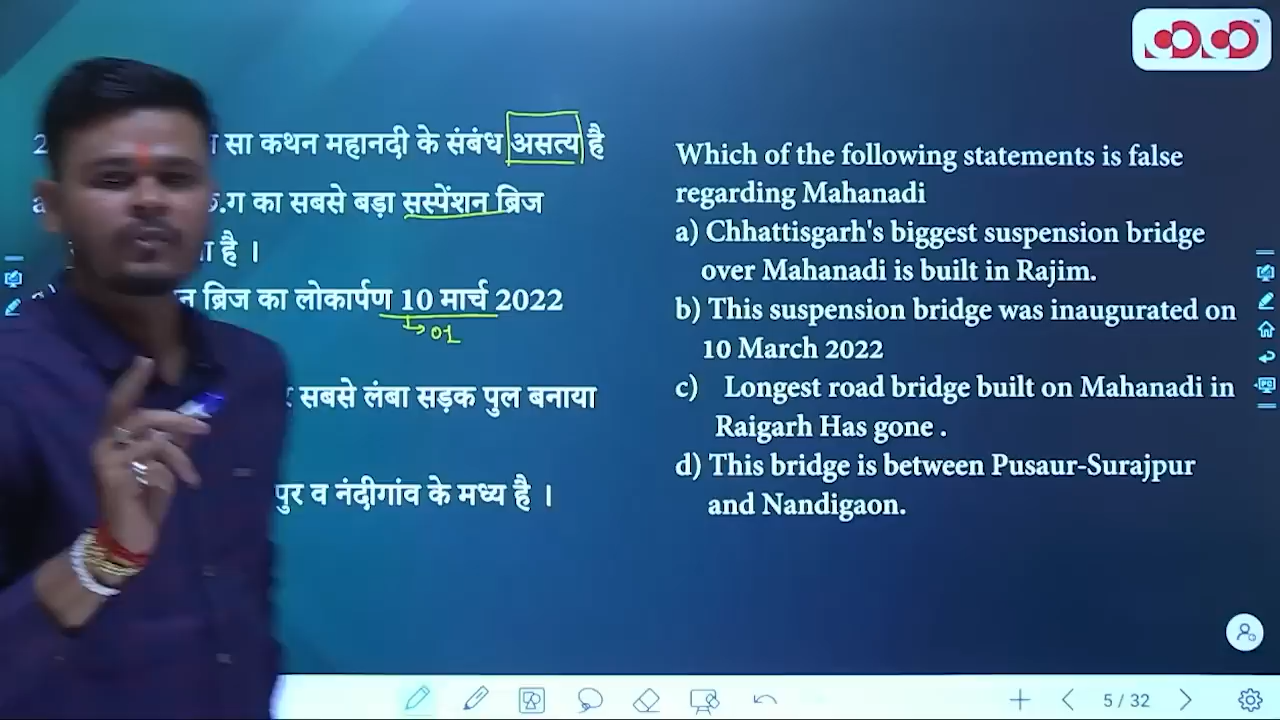 2
सा कथन महानदी के संबंध असत्य है
.ग का सबसे बड़ा सस्पेंशन ब्रिज
है ।
ब्रिज का लोकार्पण 10 मार्च 2022
01
सबसे लंबा सड़क पुल बनाया
पुर व नंदीगांव के मध्य है ।
Which of the following statements is false
regarding Mahanadi
a) Chhattisgarh's biggest suspension bridge
over Mahanadi is built in Rajim.
b) This suspension bridge was inaugurated on
10 March 2022
c) Longest road bridge built on Mahanadi in
Raigarh Has gone .
d) This bridge is between Pusaur-Surajpur
and Nandigaon.
5 / 32